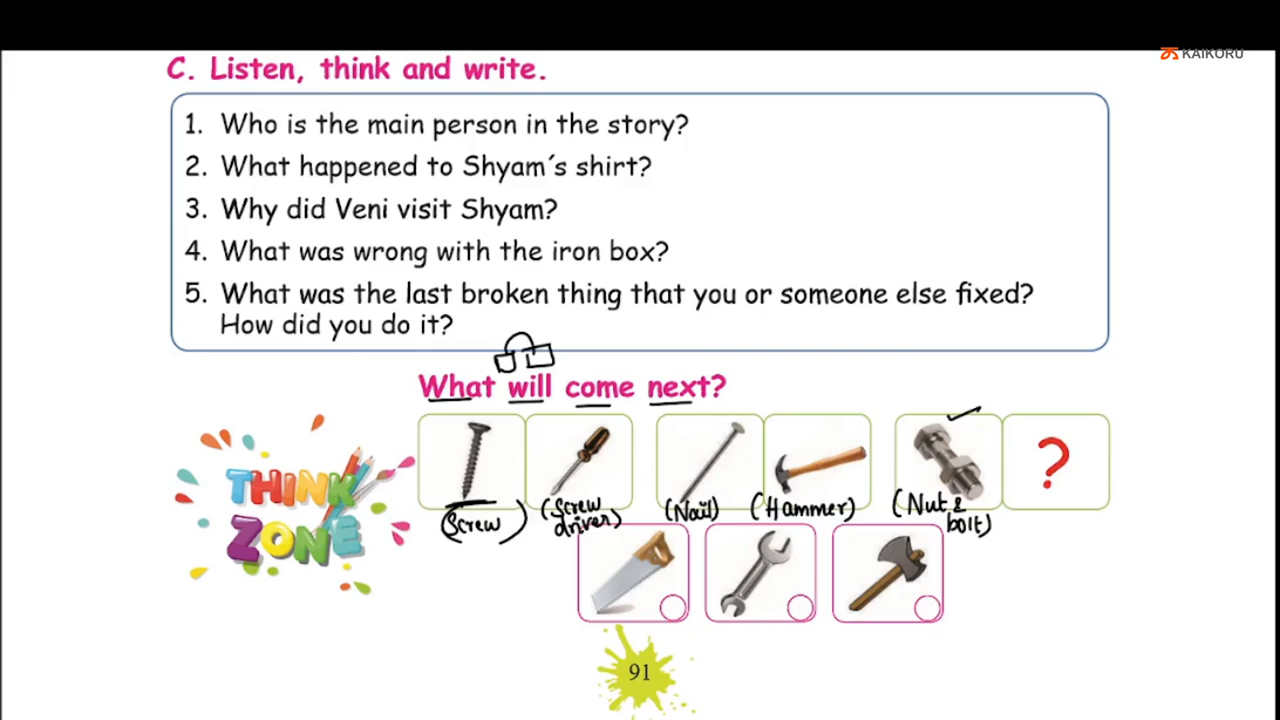 KAIKORU
C. Listen, think and write.
1. Who is the main person in the story?
2. What happened to Shyam´s shirt?
3. Why did Veni visit Shyam?
4. What was wrong with the iron box?
5. What was the last broken thing that you or someone else fixed?
How did you do it?
What will come next?
THINK
ZONE
?
(Screw)
(Screw
driver)
(Nail)
(Hammer)
(Nut &
bolt)
91